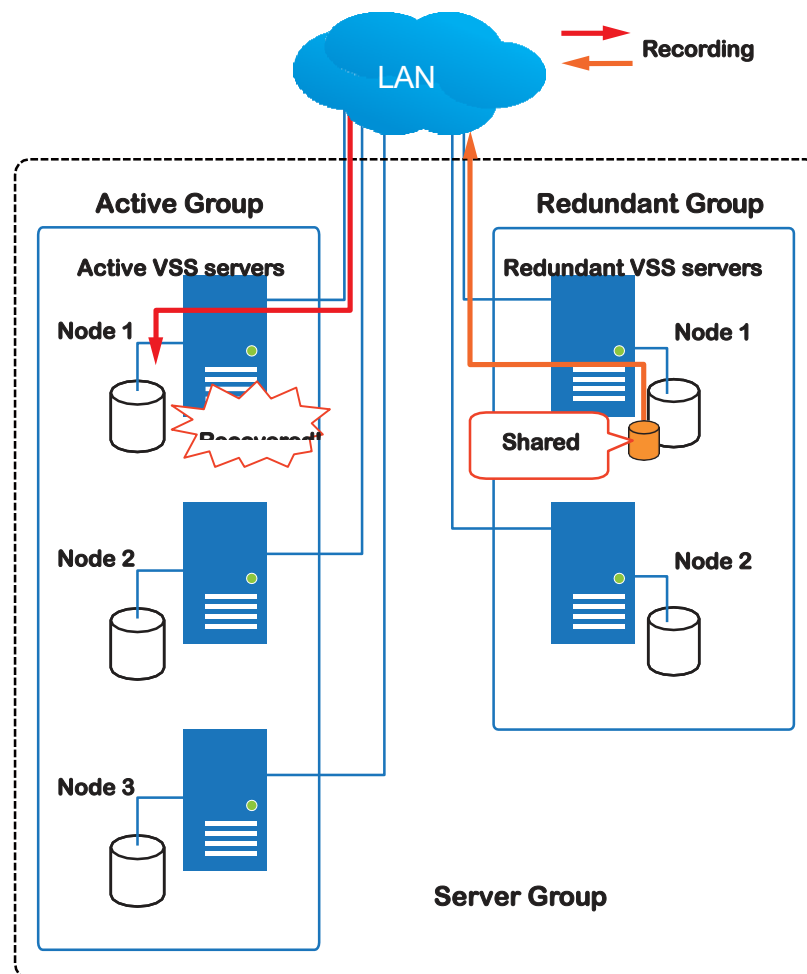 LAN
Recording
Active Group
Redundant Group
Active VSS servers
Redundant VSS servers
Node 1
Node 1
Recovered!
Shared
Node 2
Node 2
Node 3
Server Group